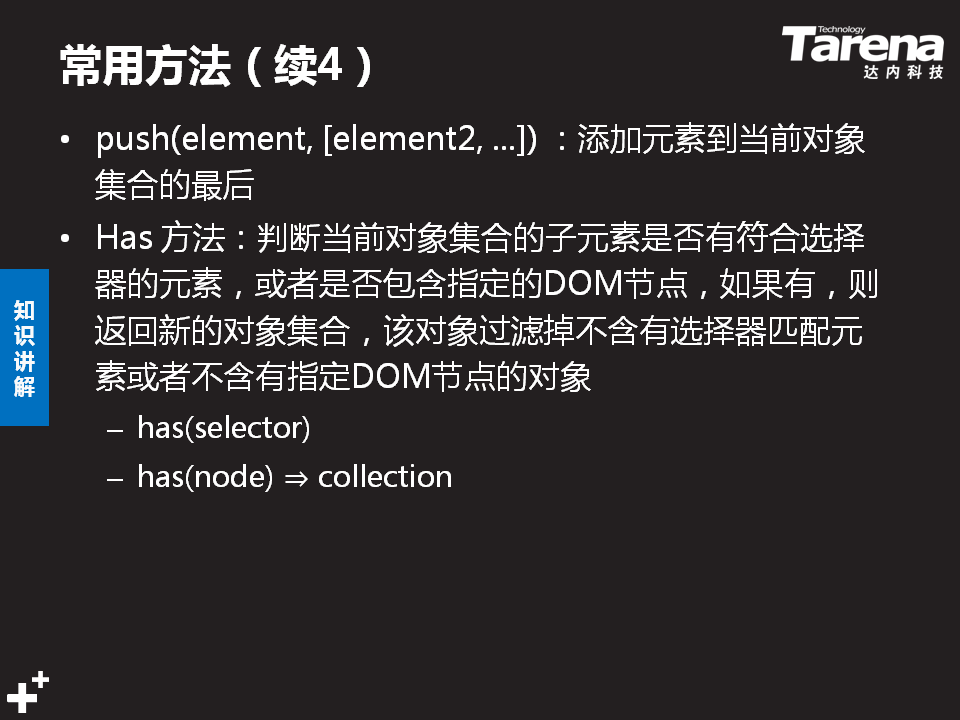 常用方法（续4）
Technology
Tarena
达内科技
• push(element, [element2, ...]) ：添加元素到当前对象
集合的最后
• Has 方法：判断当前对象集合的子元素是否有符合选择
器的元素，或者是否包含指定的DOM节点，如果有，则
返回新的对象集合，该对象过滤掉不含有选择器匹配元
素或者不含有指定DOM节点的对象
– has(selector)
– has(node) ⇒ collection
知
识
讲
解